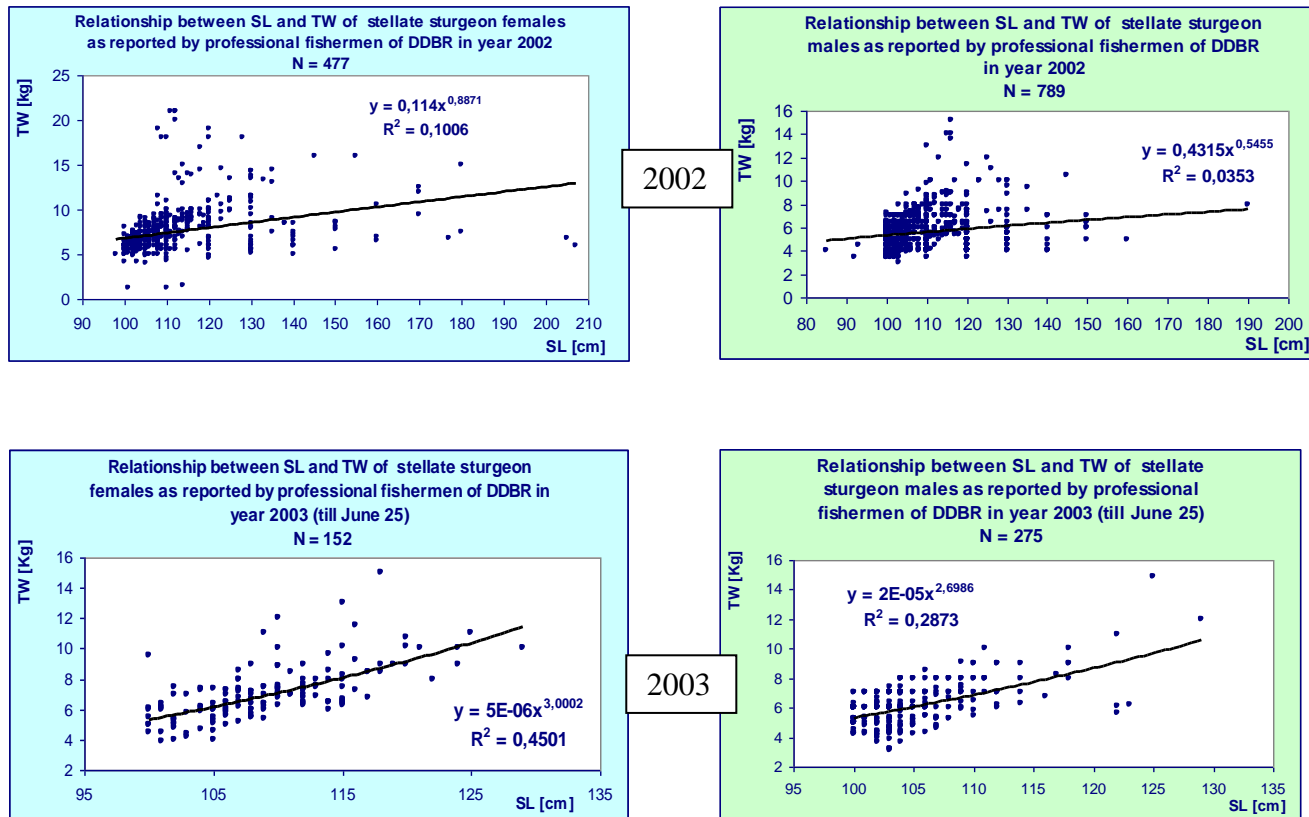 Relationship between SL and TW of stellate sturgeon females
as reported by professional fishermen of DDBR in year 2002
N = 477
TW [kg]
25
20
15
10
5
0
y = 0,114x^0,8871
R² = 0,1006
90 100 110 120 130 140 150 160 170 180 190 200 210
SL [cm]
2002
Relationship between SL and TW of stellate sturgeon
males as reported by professional fishermen of DDBR
in year 2002
N = 789
TW [kg]
16
14
12
10
8
6
4
2
0
y = 0,4315x^0,5455
R² = 0,0353
80 90 100 110 120 130 140 150 160 170 180 190 200
SL [cm]
Relationship between SL and TW of stellate sturgeon
females as reported by professional fishermen of DDBR in
year 2003 (till June 25)
N = 152
TW [Kg]
16
14
12
10
8
6
4
2
y = 5E-06x^3,0002
R² = 0,4501
95 105 115 125 135
SL [cm]
2003
Relationship between SL and TW of stellate
sturgeon males as reported by professional
fishermen of DDBR in year 2003 (till June 25)
N = 275
TW [Kg]
16
14
12
10
8
6
4
2
y = 2E-05x^2,6986
R² = 0,2873
95 100 105 110 115 120 125 130 135
SL [cm]